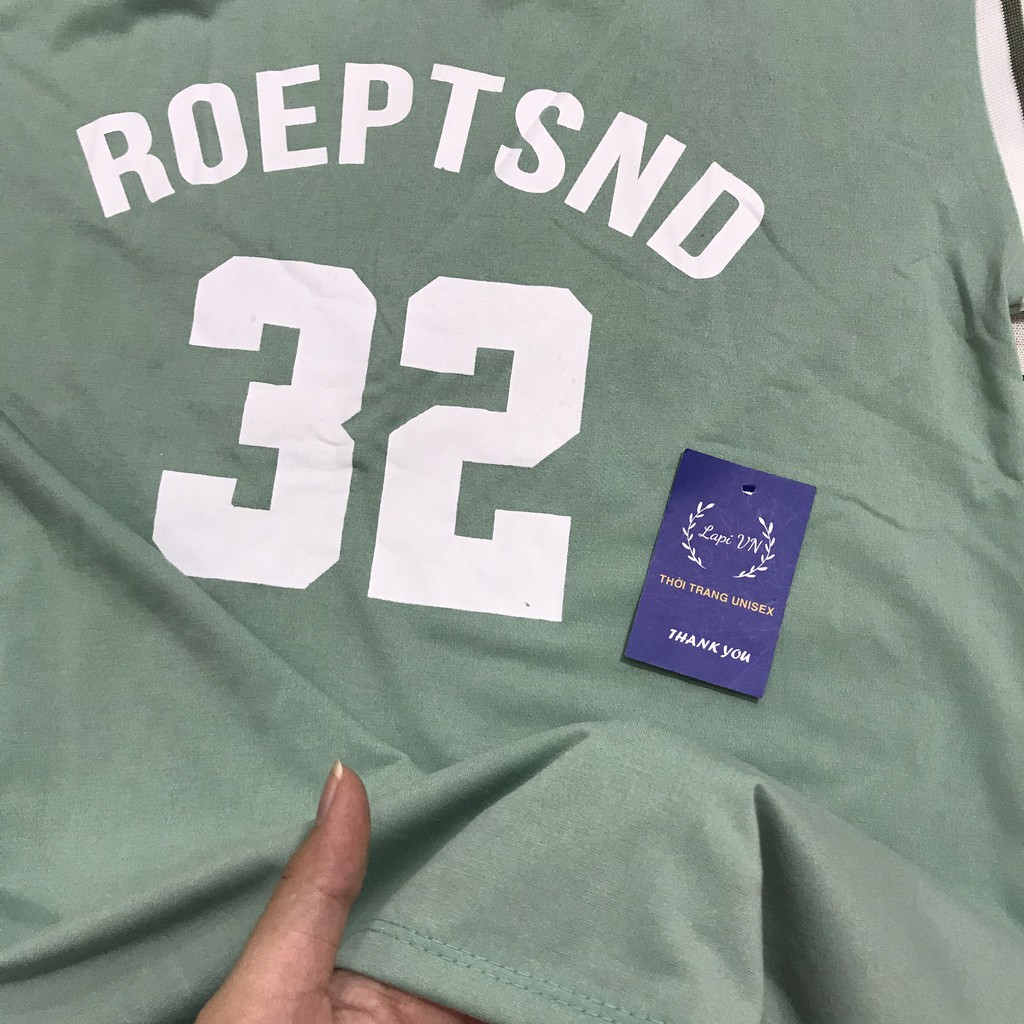 ROEPTSND
32
Lapi VN
THỜI TRANG UNISEX
THANK YOU